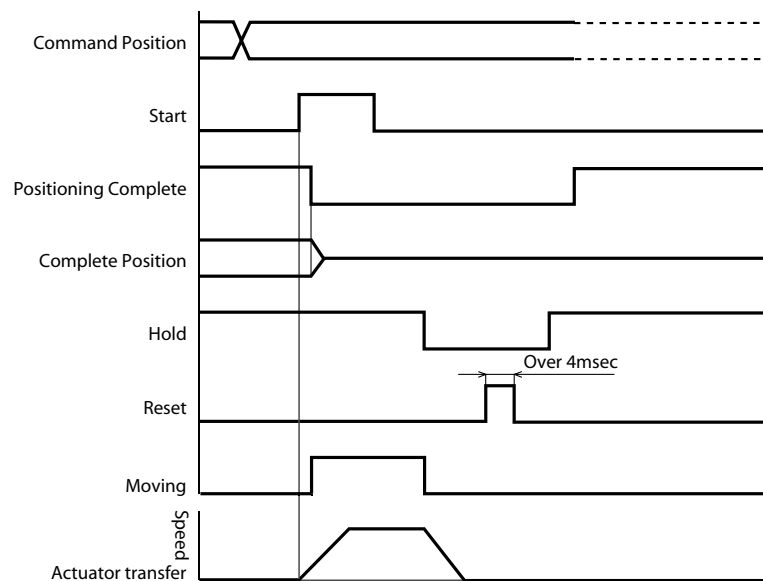 Command Position
Start
Positioning Complete
Complete Position
Hold
Over 4msec
Reset
Moving
Speed
Actuator transfer